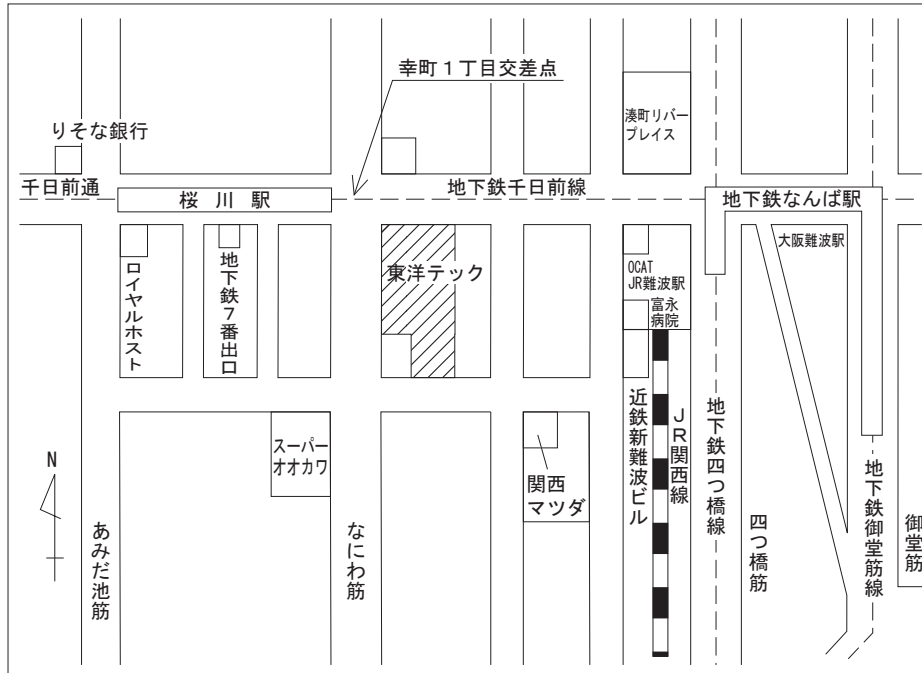 幸町1丁目交差点
湊町リバー
プレイス
りそな銀行
千日前通
桜川駅
地下鉄千日前線
地下鉄なんば駅
大阪難波駅
ロイヤルホスト
地下鉄7番出口
東洋テック
OCAT
JR難波駅
富永
病院
近鉄新難波ビル
JR関西線
地下鉄四つ橋線
スーパー
オオカワ
関西
マツダ
N
あみだ池筋
なにわ筋
四つ橋筋
地下鉄御堂筋線
御堂筋